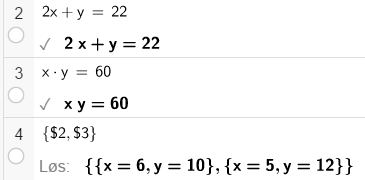 2 2x + y = 22
✓ 2 x + y = 22
3 x · y = 60
✓ x y = 60
4 {$2, $3}
Løs: {{x = 6, y = 10}, {x = 5, y = 12}}